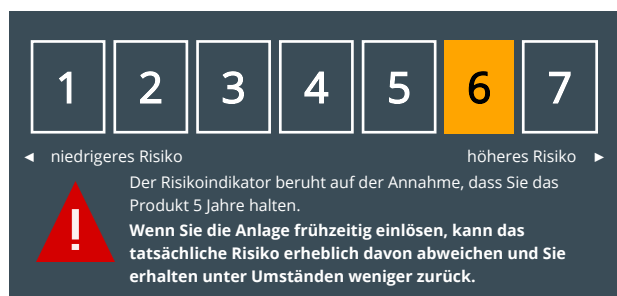 1 2 3 4 5 6 7
◄ niedrigeres Risiko höheres Risiko ►
Der Risikoindikator beruht auf der Annahme, dass Sie das
Produkt 5 Jahre halten.
Wenn Sie die Anlage frühzeitig einlösen, kann das
tatsächliche Risiko erheblich davon abweichen und Sie
erhalten unter Umständen weniger zurück.
!